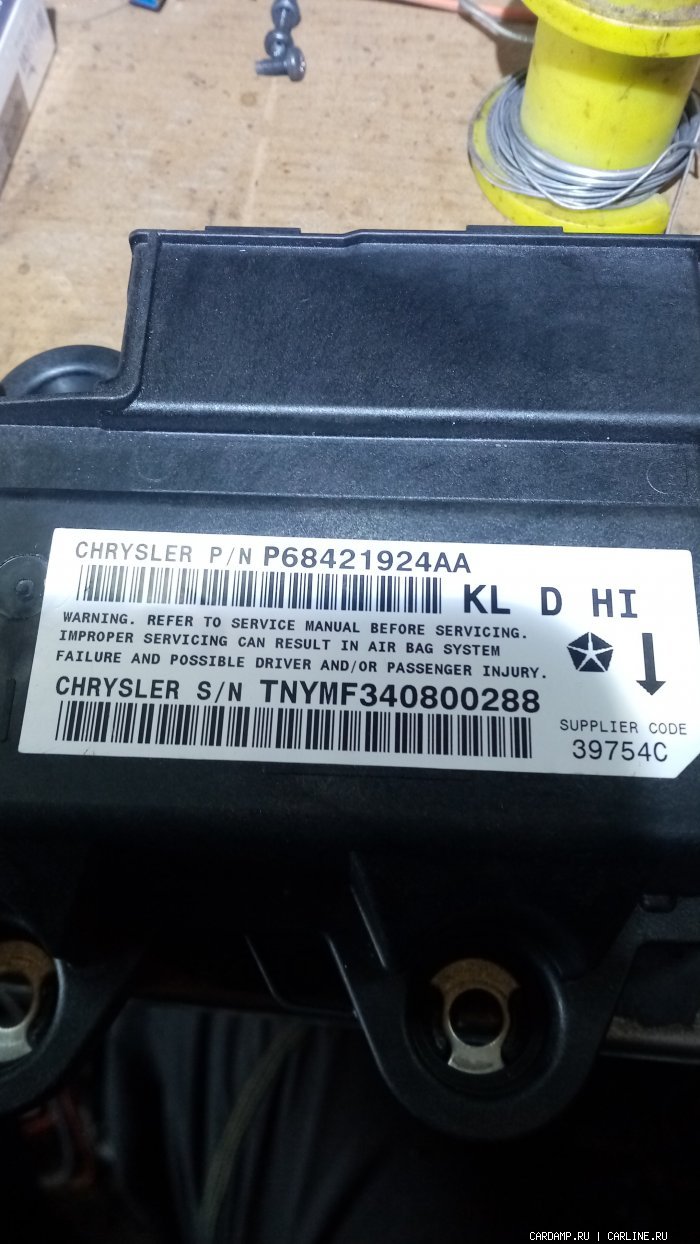 CHRYSLER P/N P68421924AA
KL D HI
WARNING. REFER TO SERVICE MANUAL BEFORE SERVICING.
IMPROPER SERVICING CAN RESULT IN AIR BAG SYSTEM
FAILURE AND POSSIBLE DRIVER AND/OR PASSENGER INJURY.
CHRYSLER S/N TNYMF340800288
SUPPLIER CODE
39754C
CARDAMP.RU | CARLINE.RU